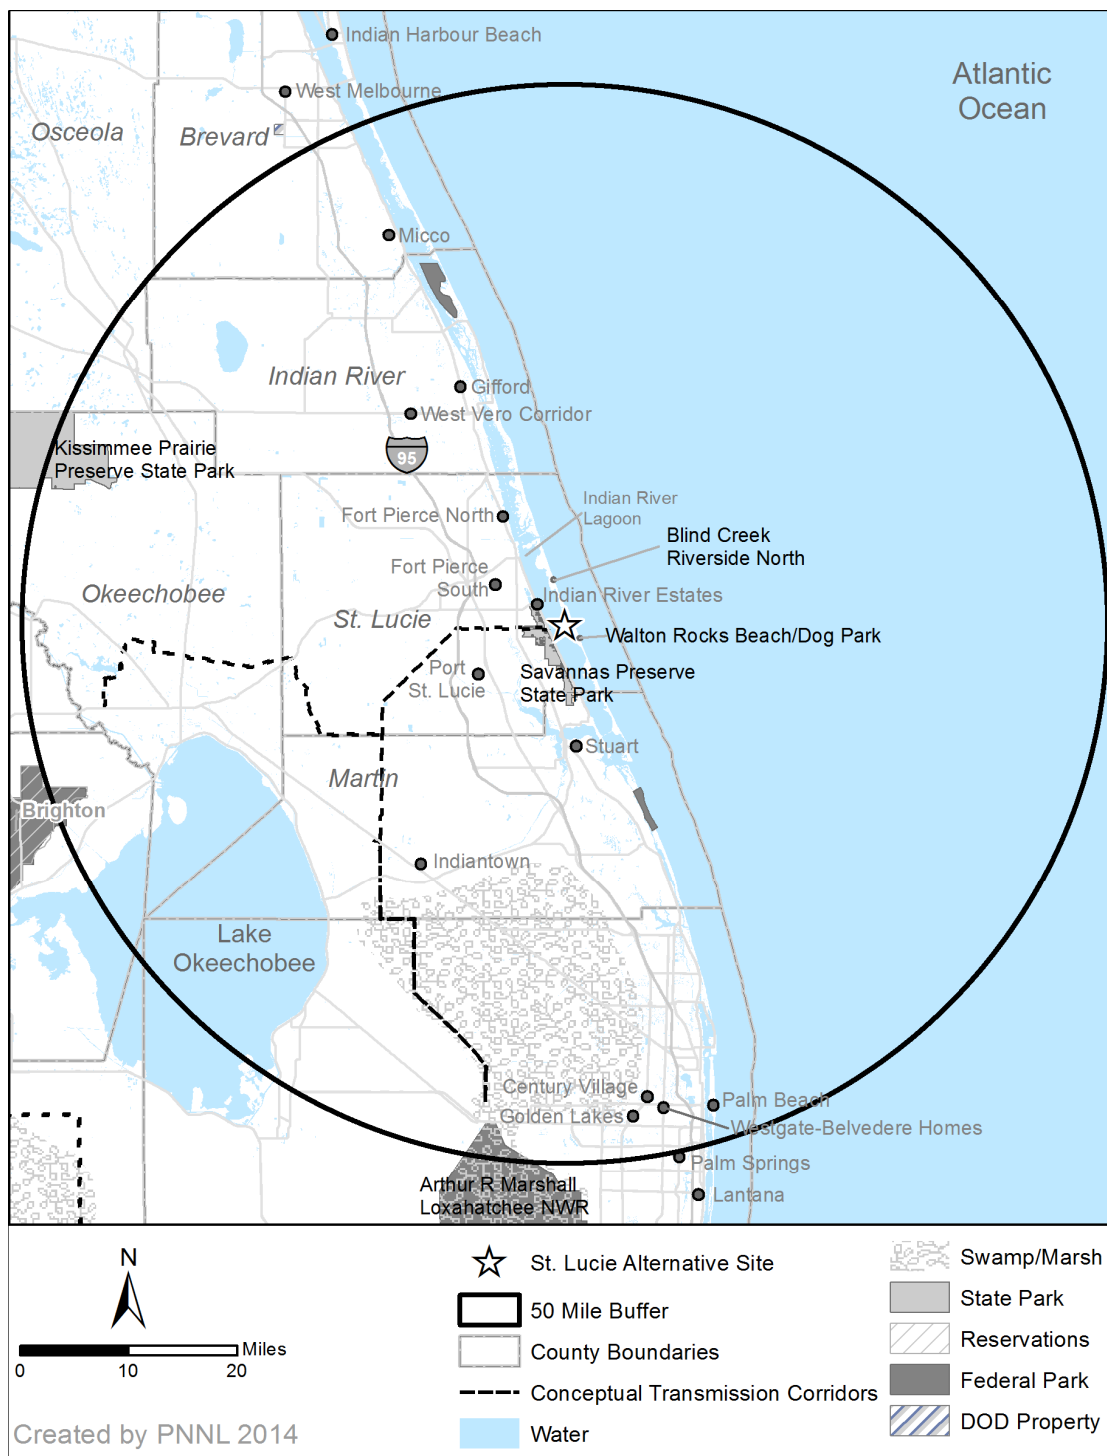 Indian Harbour Beach
Atlantic
Ocean
West Melbourne
Osceola
Brevard
Micco
Indian River
Gifford
West Vero Corridor
95
Kissimmee Prairie
Preserve State Park
Indian River
Lagoon
Fort Pierce North
Blind Creek
Riverside North
Fort Pierce
South
Okeechobee
Indian River Estates
St. Lucie
Walton Rocks Beach/Dog Park
Port
St. Lucie
Savannas Preserve
State Park
Stuart
Martin
Brighton
Indiantown
Lake
Okeechobee
Century Village
Palm Beach
Golden Lakes
Westgate-Belvedere Homes
Palm Springs
Arthur R Marshall
Loxahatchee NWR
Lantana
N
Miles
0 10 20
Created by PNNL 2014
St. Lucie Alternative Site
50 Mile Buffer
County Boundaries
Conceptual Transmission Corridors
Water
Swamp/Marsh
State Park
Reservations
Federal Park
DOD Property